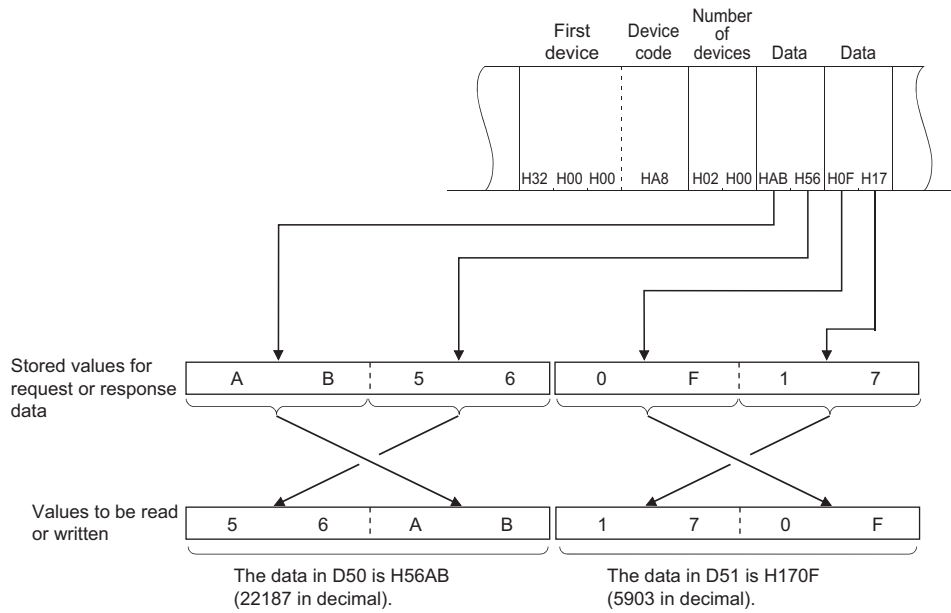 First device
Device code
Number of devices
Data
Data
H32 H00 H00 HA8 H02 H00 HAB H56 H0F H17
Stored values for
request or response
data
A B 5 6 0 F 1 7
Values to be read
or written
5 6 A B 1 7 0 F
The data in D50 is H56AB
(22187 in decimal).
The data in D51 is H170F
(5903 in decimal).